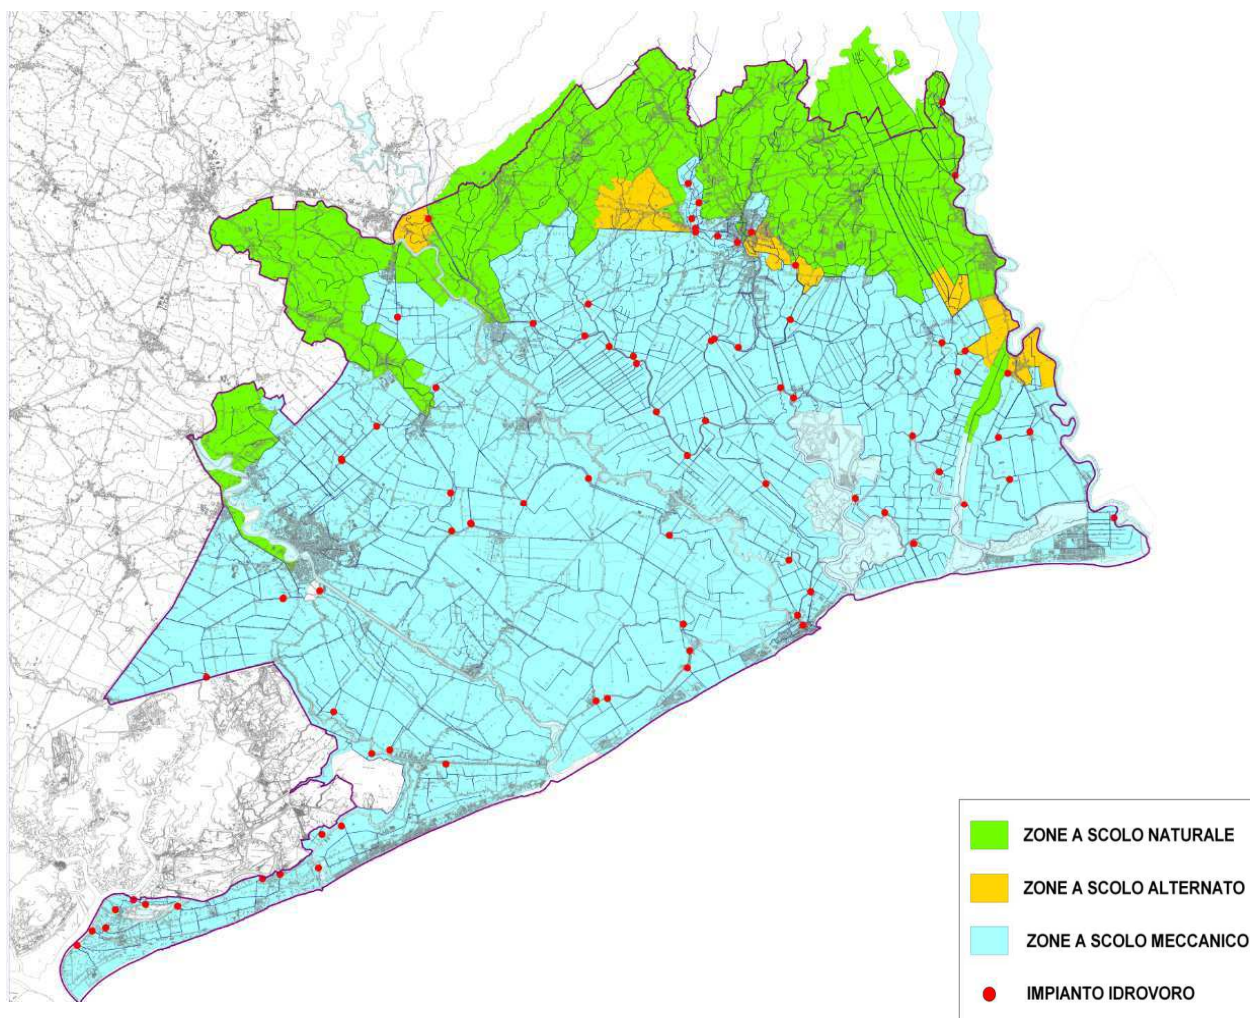 ZONE A SCOLO NATURALE
ZONE A SCOLO ALTERNATO
ZONE A SCOLO MECCANICO
IMPIANTO IDROVORO